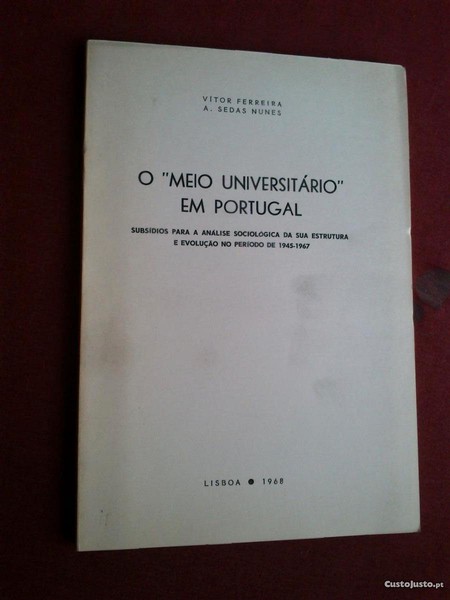 VÍTOR FERREIRA
A. SEDAS NUNES
O "MEIO UNIVERSITÁRIO"
EM PORTUGAL
SUBSÍDIOS PARA A ANÁLISE SOCIOLÓGICA DA SUA ESTRUTURA
E EVOLUÇÃO NO PERÍODO DE 1945-1967
LISBOA ● 1968
CustoJusto.pt